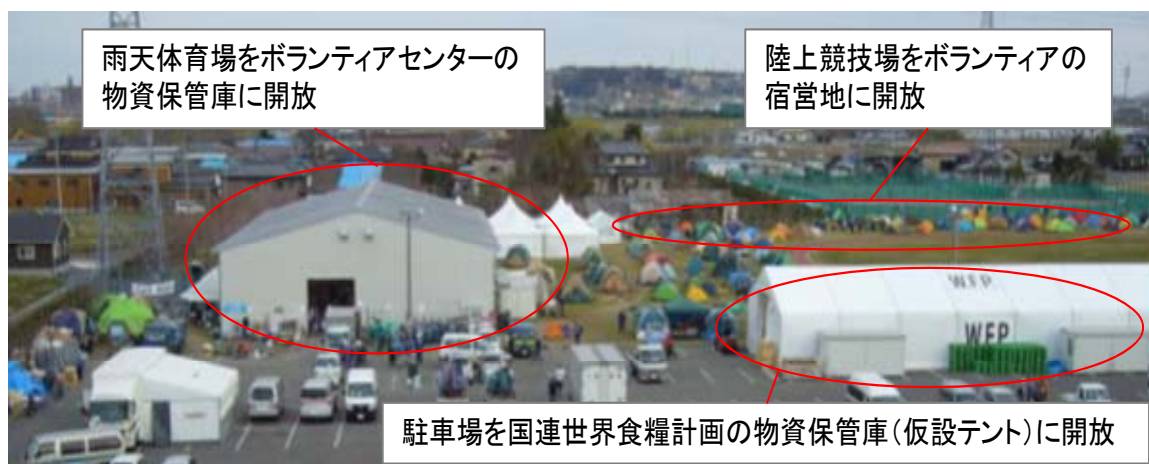 雨天体育場をボランティアセンターの
物資保管庫に開放
陸上競技場をボランティアの
宿営地に開放
WFP
WFP
駐車場を国連世界食糧計画の物資保管庫（仮設テント）に開放